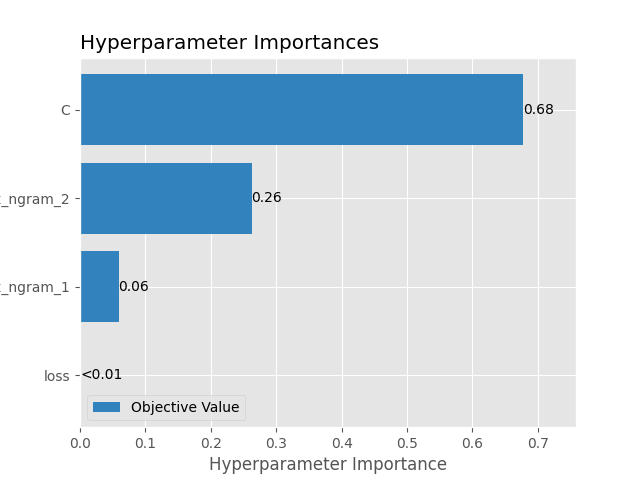 Hyperparameter Importances
C
0.68
_ngram_2
0.26
_ngram_1
0.06
loss
<0.01
Objective Value
0.0 0.1 0.2 0.3 0.4 0.5 0.6 0.7
Hyperparameter Importance